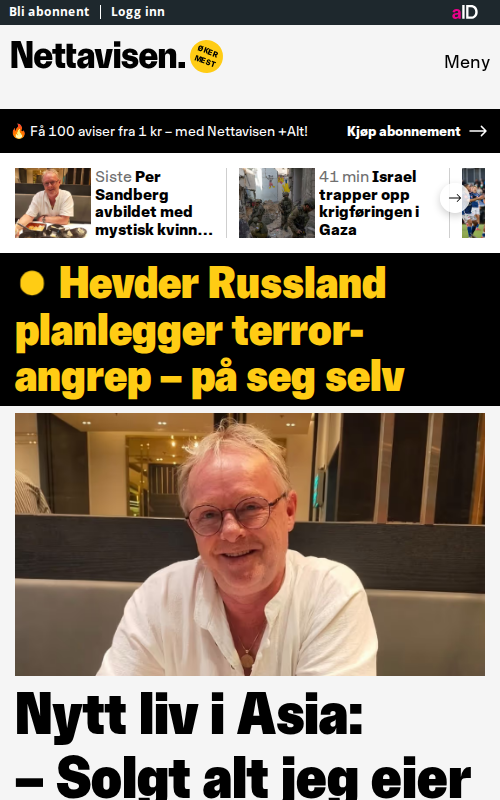 Bli abonnent | Logg inn
aID
Nettavisen.
ØKER
MEST
Meny
🔥 Få 100 aviser fra 1 kr – med Nettavisen +Alt!
Kjøp abonnement →
Siste Per
Sandberg
avbildet med
mystisk kvinn...
41 min Israel
trapper opp
krigføringen i
Gaza
Hevder Russland
planlegger terror-
angrep – på seg selv
Nytt liv i Asia:
– Solgt alt jeg eier